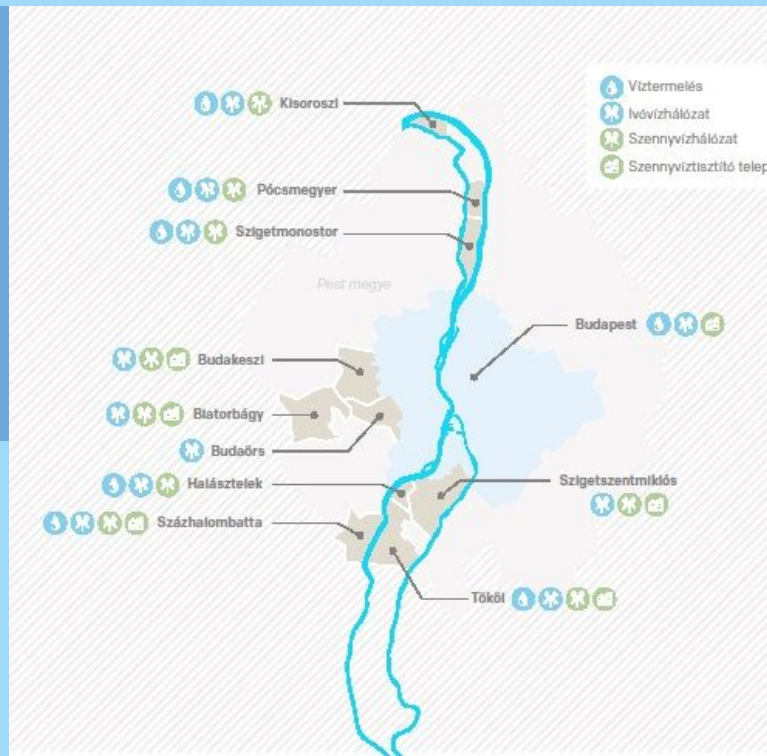 Kisoroszi
Víztermelés
Ivóvízhálózat
Szennyvízhálózat
Szennyvíztisztító telep
Pócsmegyer
Szigetmonostor
Pest megye
Budapest
Budakeszi
Biatorbágy
Budaörs
Halásztelek
Szigetszentmiklós
Százhalombatta
Tököl